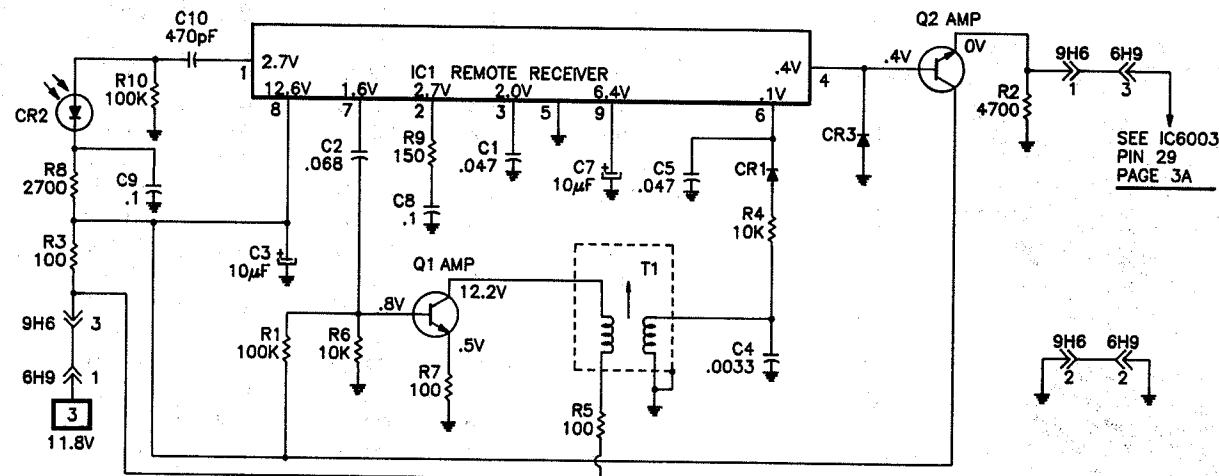 C10
470pF
Q2 AMP
0V
9H6
6H9
1
2.7V
IC1 REMOTE RECEIVER
.4V
4
.4V
12.6V
1.6V
2.7V
2.0V
6.4V
.1V
8
7
2
3
5
9
6
R10
100K
CR2
R2
4700
1
3
SEE IC6003
PIN 29
PAGE 3A
CR3
C2
.068
R9
150
C1
.047
C7
+
10μF
C5
.047
CR1
R8
2700
C9
.1
C8
.1
R4
10K
R3
100
C3
+
10μF
Q1 AMP
12.2V
T1
.8V
9H6
3
R1
100K
R6
10K
.5V
R7
100
C4
.0033
9H6
6H9
2
2
6H9
1
R5
100
3
11.8V